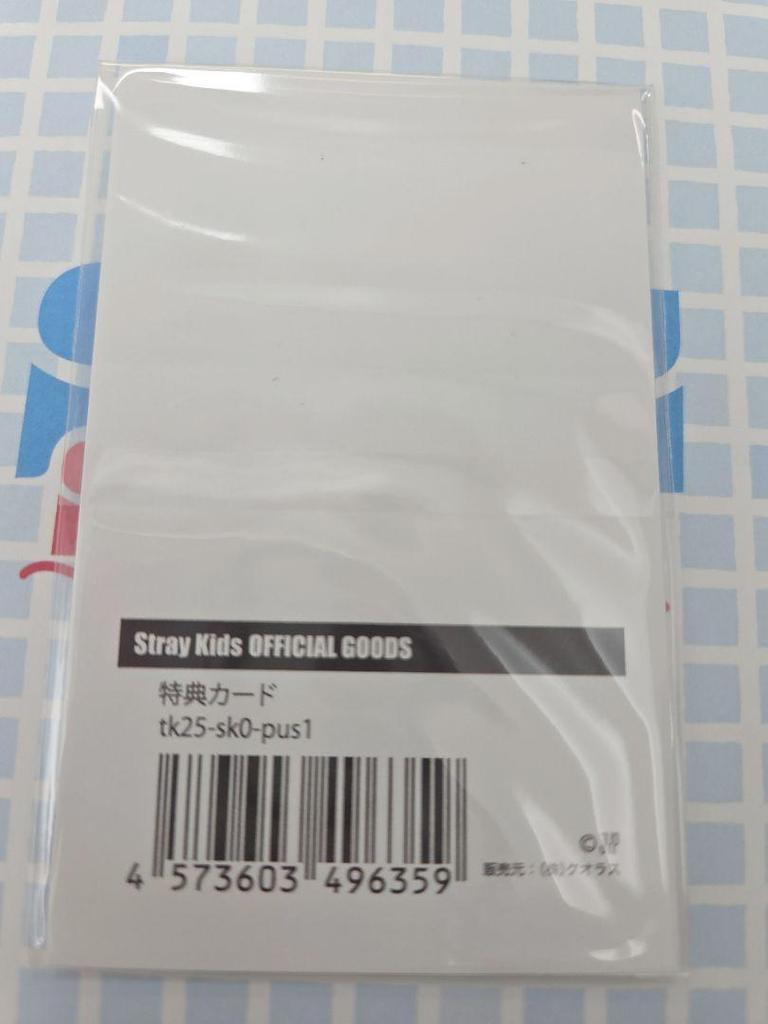 Stray Kids OFFICIAL GOODS
特典カード
tk25-sk0-pus1
4 573603 496359
©
販売元：(株)クオラス